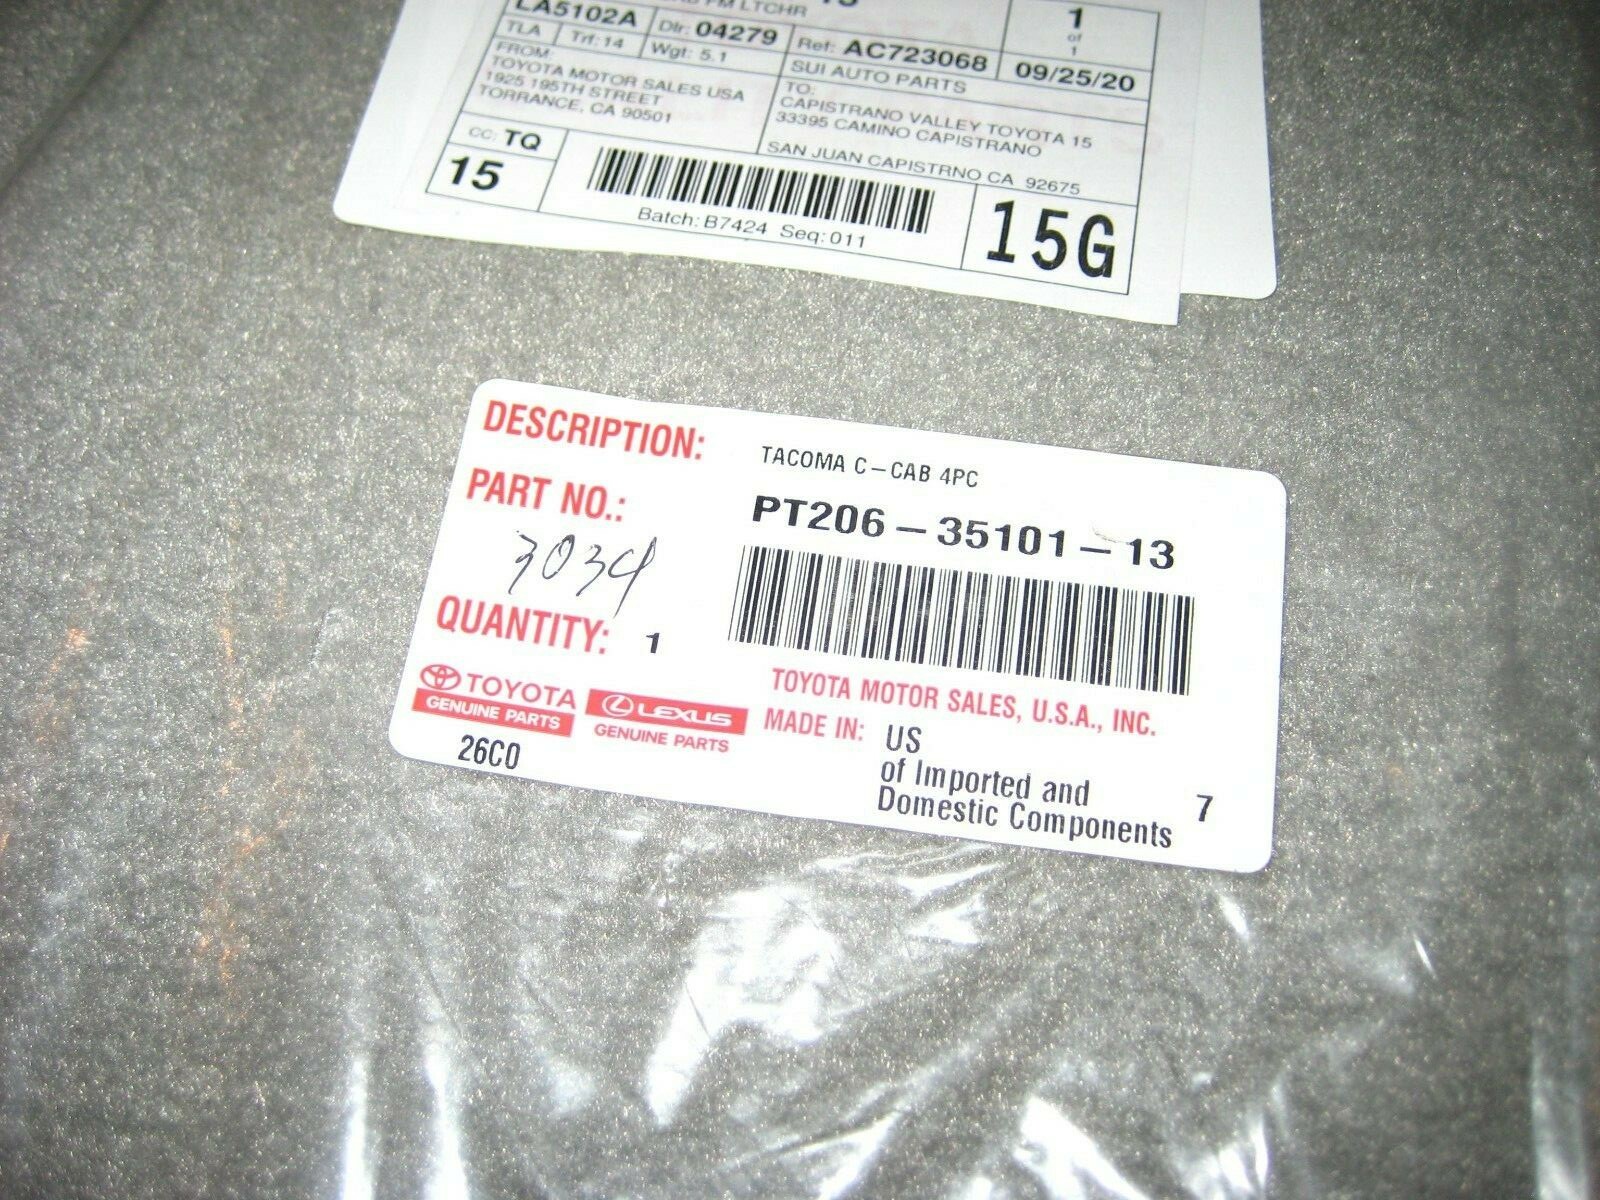 FM LTCHR
LA5102A
Dlr: 04279
Ref: AC723068
1
of
1
TLA
Trf: 14
Wgt: 5.1
SUI AUTO PARTS
09/25/20
FROM:
TOYOTA MOTOR SALES USA
1925 195TH STREET
TORRANCE, CA 90501
TO:
CAPISTRANO VALLEY TOYOTA 15
33395 CAMINO CAPISTRANO
SAN JUAN CAPISTRNO CA 92675
CC: TQ
15
Batch: B7424 Seq: 011
15G
DESCRIPTION: TACOMA C-CAB 4PC
PART NO.: PT206-35101-13
3034
QUANTITY: 1
TOYOTA
GENUINE PARTS
LEXUS
GENUINE PARTS
26C0
TOYOTA MOTOR SALES, U.S.A., INC.
MADE IN: US
of Imported and
Domestic Components
7